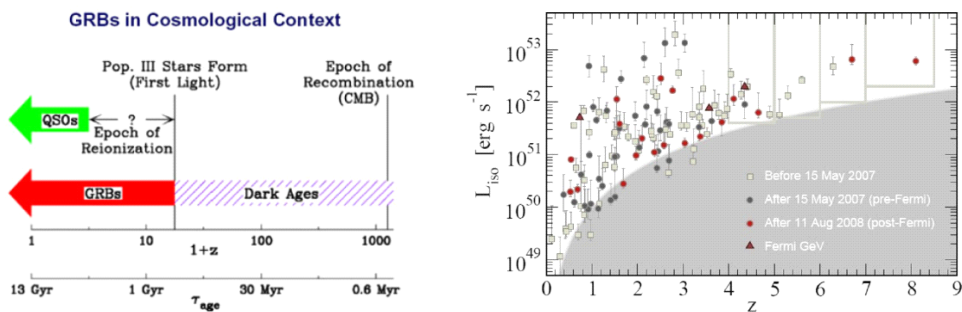 GRBs in Cosmological Context
Pop. III Stars Form
(First Light)
Epoch of
Recombination
(CMB)
QSOs
?
Epoch of
Reionization
GRBs
Dark Ages
1
10
100
1000
1+z
13 Gyr
1 Gyr
30 Myr
0.6 Myr
τage
10^53
10^52
10^51
10^50
10^49
L_iso [erg s^-1]
Before 15 May 2007
After 15 May 2007 (pre-Fermi)
After 11 Aug 2008 (post-Fermi)
Fermi GeV
0 1 2 3 4 5 6 7 8 9
z